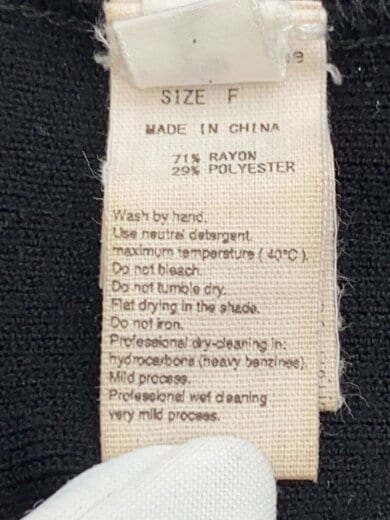 SIZE F
MADE IN CHINA
71% RAYON
29% POLYESTER
Wash by hand.
Use neutral detergent.
maximum temperature ( 40°C ).
Do not bleach.
Do not tumble dry.
Flat drying in the shade.
Do not iron.
Professional dry-cleaning in:
hydrocarbons (heavy benzines).
Mild process.
Professional wet cleaning
very mild process.